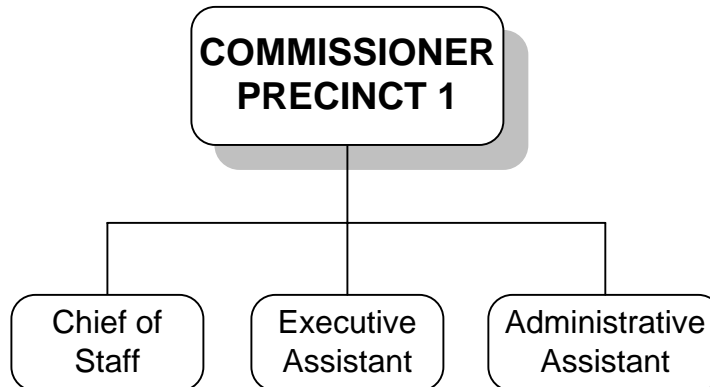 COMMISSIONER
PRECINCT 1
Chief of
Staff
Executive
Assistant
Administrative
Assistant